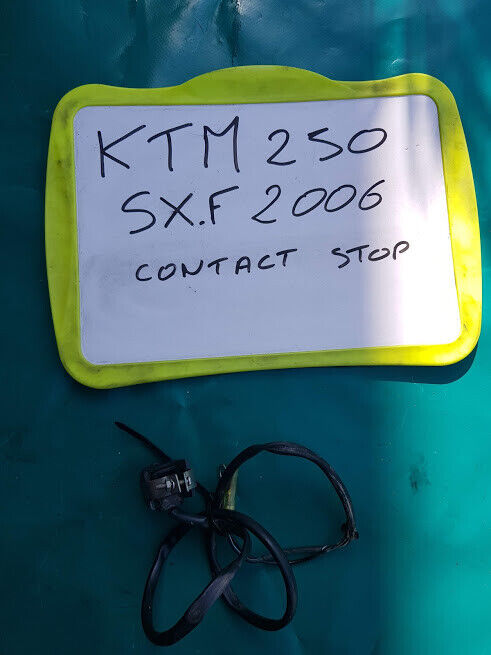 KTM 250
SX.F 2006
CONTACT STOP